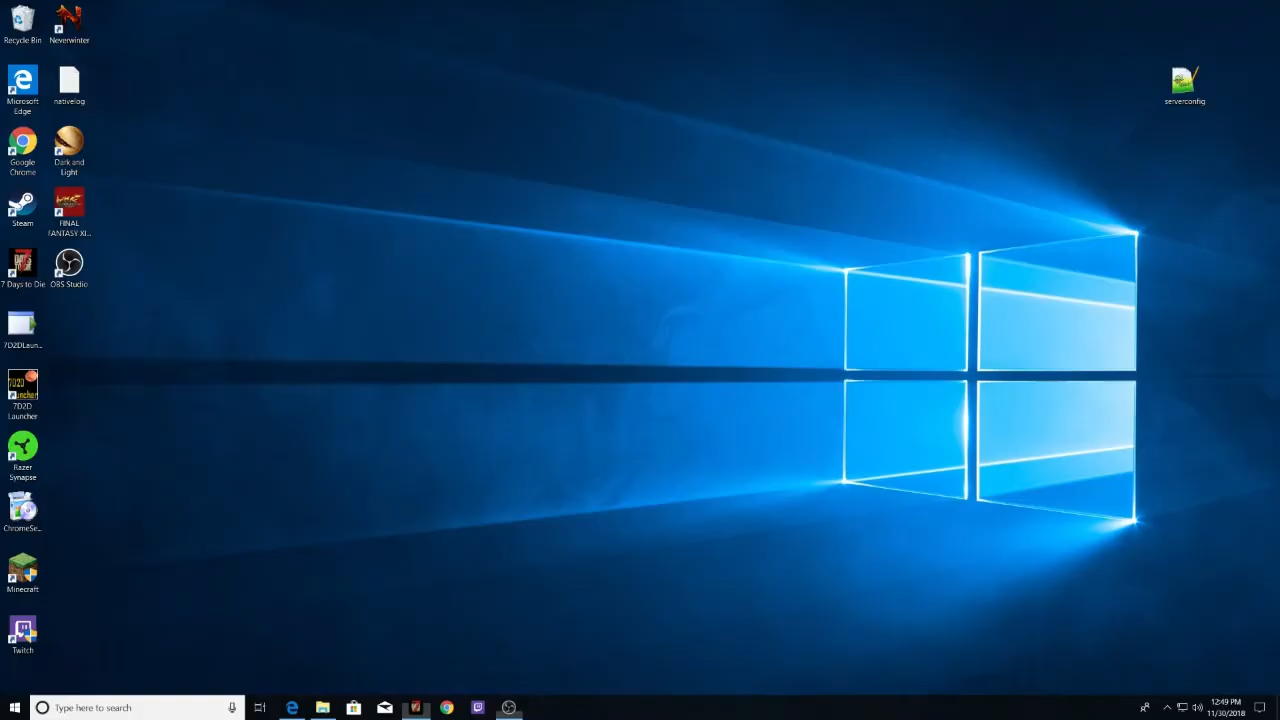 Recycle Bin
Neverwinter
Microsoft
Edge
nativelog
Google
Chrome
Dark and
Light
Steam
FINAL
FANTASY XI...
7 Days to Die
OBS Studio
7D2DLaun...
7D2D
Launcher
Razer
Synapse
ChromeSe...
Minecraft
Twitch
serverconfig
Type here to search
12:49 PM
11/30/2018